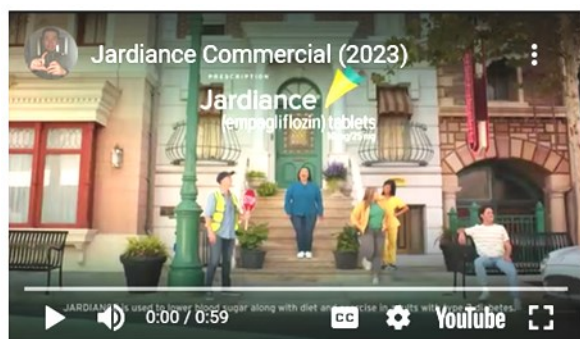 Jardiance Commercial (2023)
PRESCRIPTION
Jardiance
(empagliflozin) tablets
10mg/25mg
JARDIANCE is used to lower blood sugar along with diet and exercise in adults with type 2 diabetes.
0:00 / 0:59
CC
YouTube